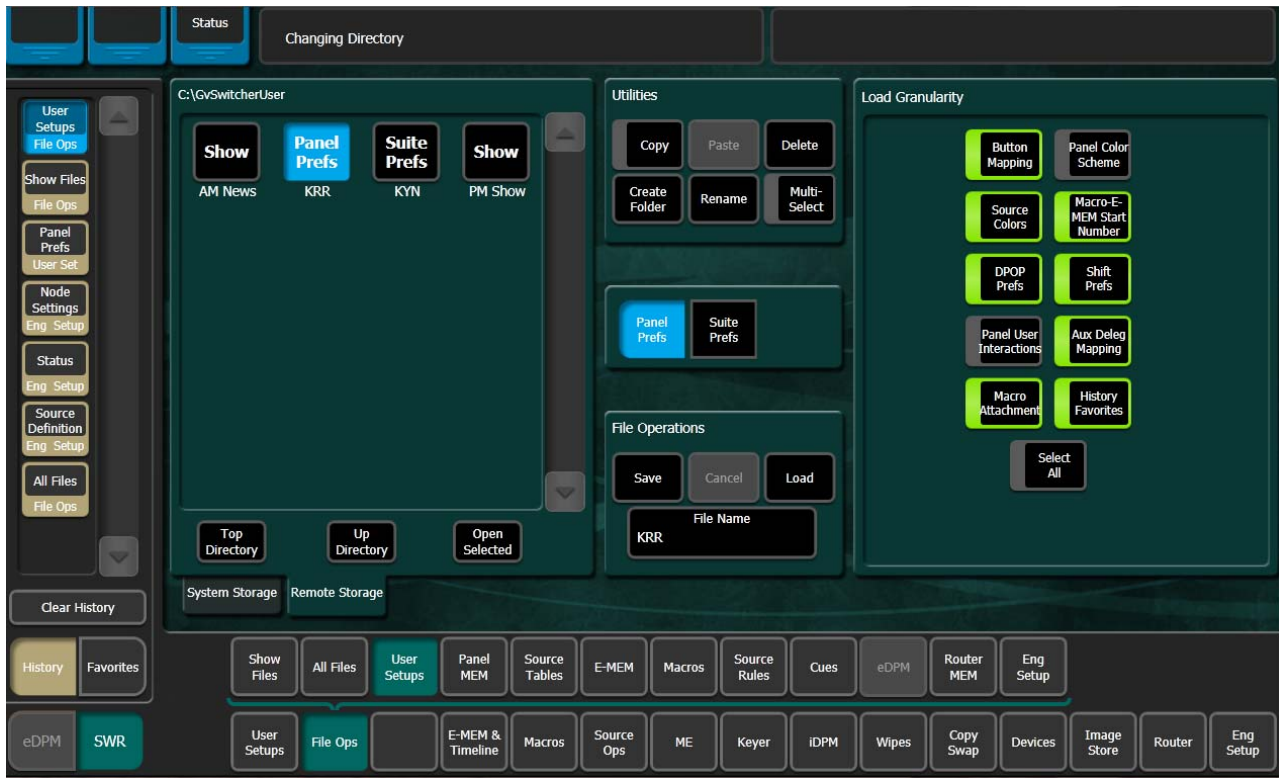 Status
Changing Directory
User
Setups
File Ops
Show Files
File Ops
Panel
Prefs
User Set
Node
Settings
Eng Setup
Status
Eng Setup
Source
Definition
Eng Setup
All Files
File Ops
Clear History
History
Favorites
eDPM
SWR
C:\GvSwitcherUser
Show
AM News
Panel
Prefs
KRR
Suite
Prefs
KYN
Show
PM Show
Top
Directory
Up
Directory
Open
Selected
System Storage
Remote Storage
Utilities
Copy
Paste
Delete
Create
Folder
Rename
Multi-
Select
Panel
Prefs
Suite
Prefs
File Operations
Save
Cancel
Load
File Name
KRR
Load Granularity
Button
Mapping
Panel Color
Scheme
Source
Colors
Macro-E-
MEM Start
Number
DPOP
Prefs
Shift
Prefs
Panel User
Interactions
Aux Deleg
Mapping
Macro
Attachment
History
Favorites
Select
All
Show
Files
All Files
User
Setups
Panel
MEM
Source
Tables
E-MEM
Macros
Source
Rules
Cues
eDPM
Router
MEM
Eng
Setup
User
Setups
File Ops
E-MEM &
Timeline
Macros
Source
Ops
ME
Keyer
iDPM
Wipes
Copy
Swap
Devices
Image
Store
Router
Eng
Setup